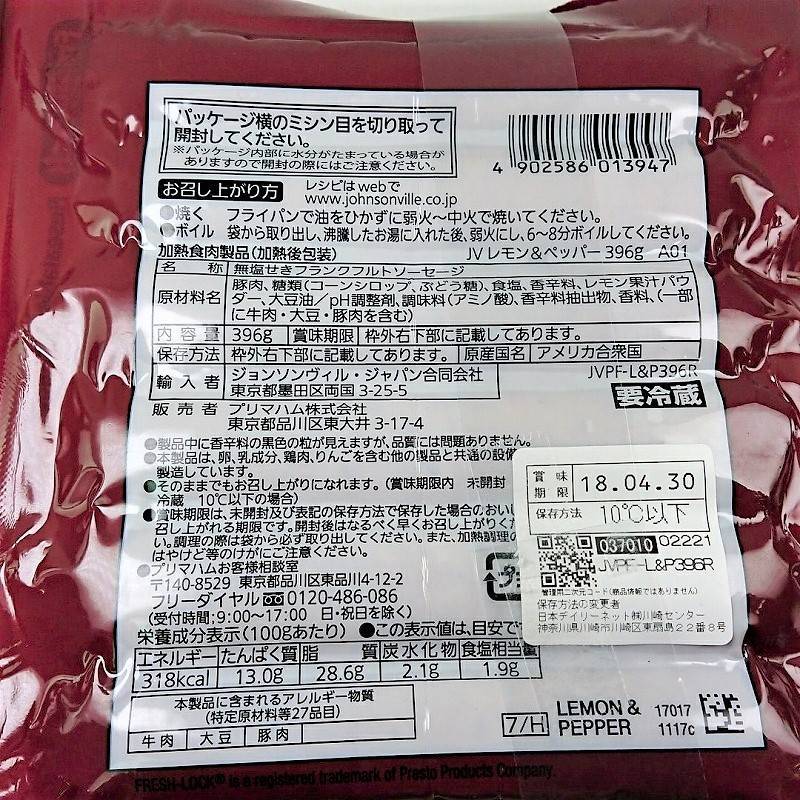 パッケージ横のミシン目を切り取って
開封してください。
※パッケージ内部に水分がたまっている場合が
ありますので開封の際にはご注意ください。
4 902586 013947
お召し上がり方 レシピはwebで
www.johnsonville.co.jp
●焼く フライパンで油をひかずに弱火～中火で焼いてください。
●ボイル 袋から取り出し、沸騰したお湯に入れた後、弱火にし、6～8分ボイルしてください。
加熱食肉製品(加熱後包装) JV レモン&ペッパー 396g A01
名称 無塩せきフランクフルトソーセージ
原材料名 豚肉、糖類(コーンシロップ、ぶどう糖)、食塩、香辛料、レモン果汁パウ
ダー、大豆油/pH調整剤、調味料(アミノ酸)、香辛料抽出物、香料、(一部
に牛肉・大豆・豚肉を含む)
内容量 396g 賞味期限 枠外右下部に記載してあります。
保存方法 枠外右下部に記載してあります。 原産国名 アメリカ合衆国
輸入者 ジョンソンヴィル・ジャパン合同会社
東京都墨田区両国 3-25-5
JVPF-L&P396R
要冷蔵
販売者 プリマハム株式会社
東京都品川区東大井 3-17-4
●製品中に香辛料の黒色の粒が見えますが、品質には問題ありません。
●本製品は、卵、乳成分、鶏肉、りんごを含む他の製品と共通の設備
製造しています。
●そのままでもお召し上がりになれます。(賞味期限内 未開封
冷蔵 10℃以下の場合)
●賞味期限は、未開封及び表記の保存方法で保存した場合のおいし
召し上がれる期限です。開封後はなるべく早くお召し上がりくだ
い。調理の際は袋から必ず取り出してください。また、加熱調理の
はやけど等のけがにご注意ください。
●プリマハムお客様相談室
〒140-8529 東京都品川区東品川4-12-2
フリーダイヤル 0120-486-086
(受付時間:9:00～17:00 日・祝日を除く)
栄養成分表示(100gあたり) ●この表示値は、目安で
エネルギー たんぱく質 脂質 炭水化物 食塩相当量
318kcal 13.0g 28.6g 2.1g 1.9g
本製品に含まれるアレルギー物質
(特定原材料等27品目)
牛肉 大豆 豚肉
賞味期限 18.04.30
保存方法 10℃以下
037010 02221
JVPF-L&P396R
管理用二次元コード(商品情報ではありません)
保存方法の変更者
日本デイリーネット㈱川崎センター
神奈川県川崎市川崎区東扇島22番8号
7/H LEMON &
PEPPER
17017
1117c
FRESH-LOCK® is a registered trademark of Presto Products Company.